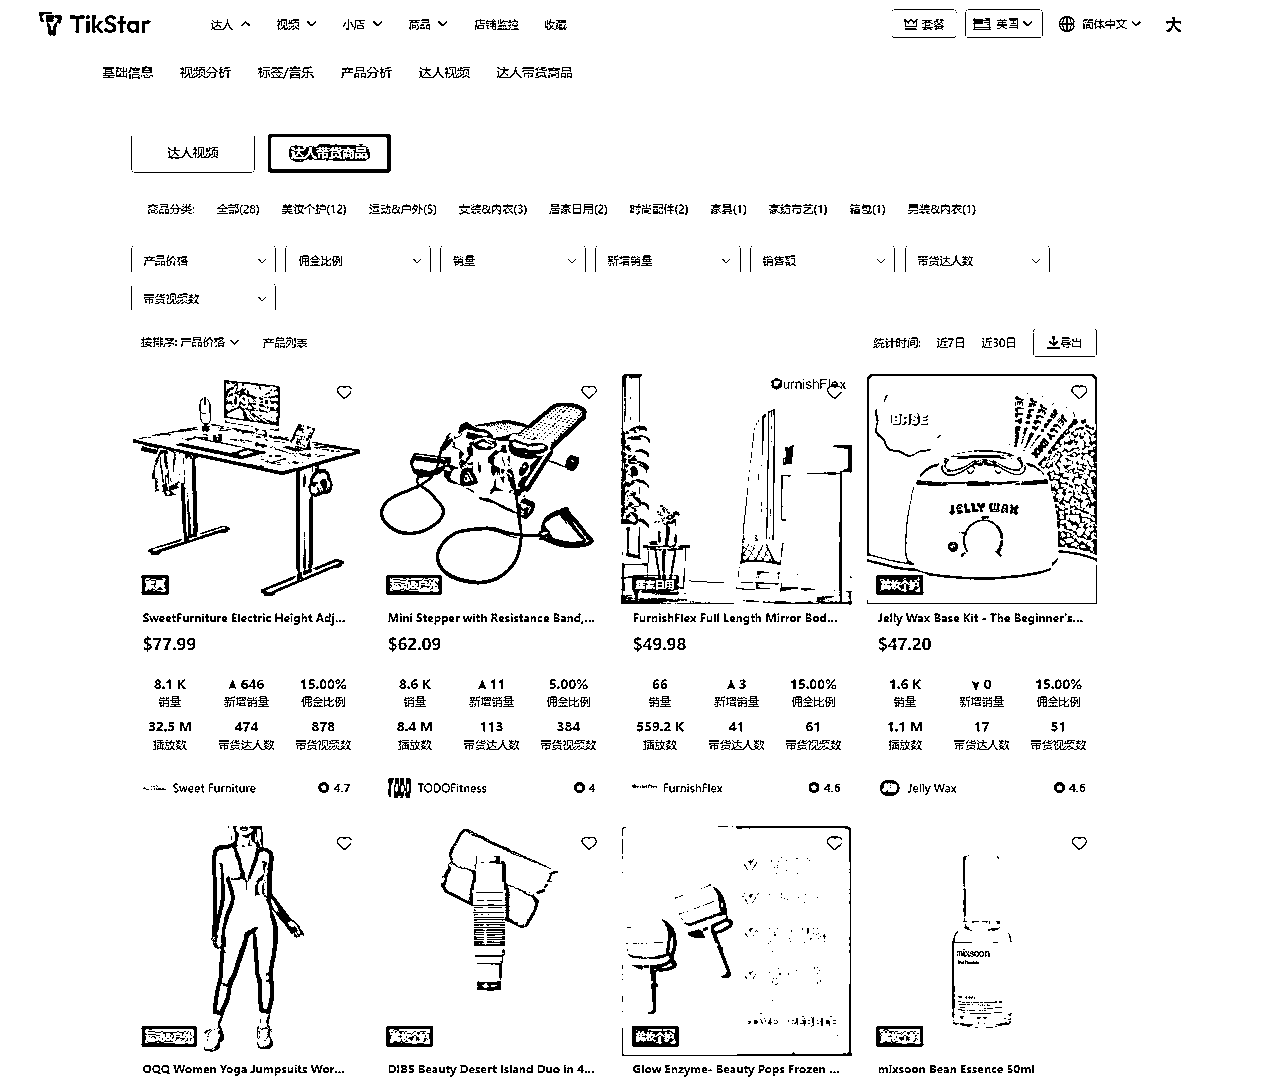 TikStar 达人 视频 小店 商品 店铺监控 收藏 套餐 美国 简体中文 大
基础信息 视频分析 标签/音乐 产品分析 达人视频 达人带货商品
达人视频 达人带货商品
商品分类: 全部(28) 美妆个护(12) 运动&户外(5) 女装&内衣(3) 居家日用(2) 时尚配件(2) 家具(1) 家纺布艺(1) 箱包(1) 男装&内衣(1)
产品价格 佣金比例 销量 新增销量 销售额 带货达人数
带货视频数
按排序: 产品价格 产品列表 统计时间: 近7日 近30日 导出
FurnishFlex
BASE
JELLY WAX
家具 运动&户外 居家日用 美妆个护
SweetFurniture Electric Height Adj... Mini Stepper with Resistance Band,... FurnishFlex Full Length Mirror Bod... Jelly Wax Base Kit - The Beginner's...
$77.99 $62.09 $49.98 $47.20
8.1 K 646 15.00% 8.6 K 11 5.00% 66 3 15.00% 1.6 K 0 15.00%
销量 新增销量 佣金比例 销量 新增销量 佣金比例 销量 新增销量 佣金比例 销量 新增销量 佣金比例
32.5 M 474 878 8.4 M 113 384 559.2 K 41 61 1.1 M 17 51
播放数 带货达人数 带货视频数 播放数 带货达人数 带货视频数 播放数 带货达人数 带货视频数 播放数 带货达人数 带货视频数
Sweet Furniture 4.7 TODOFitness 4 FurnishFlex 4.6 Jelly Wax 4.6
mixsoon
运动&户外 美妆个护 美妆个护 美妆个护
OQQ Women Yoga Jumpsuits Wor... DIBS Beauty Desert Island Duo in 4... Glow Enzyme- Beauty Pops Frozen ... mixsoon Bean Essence 50ml